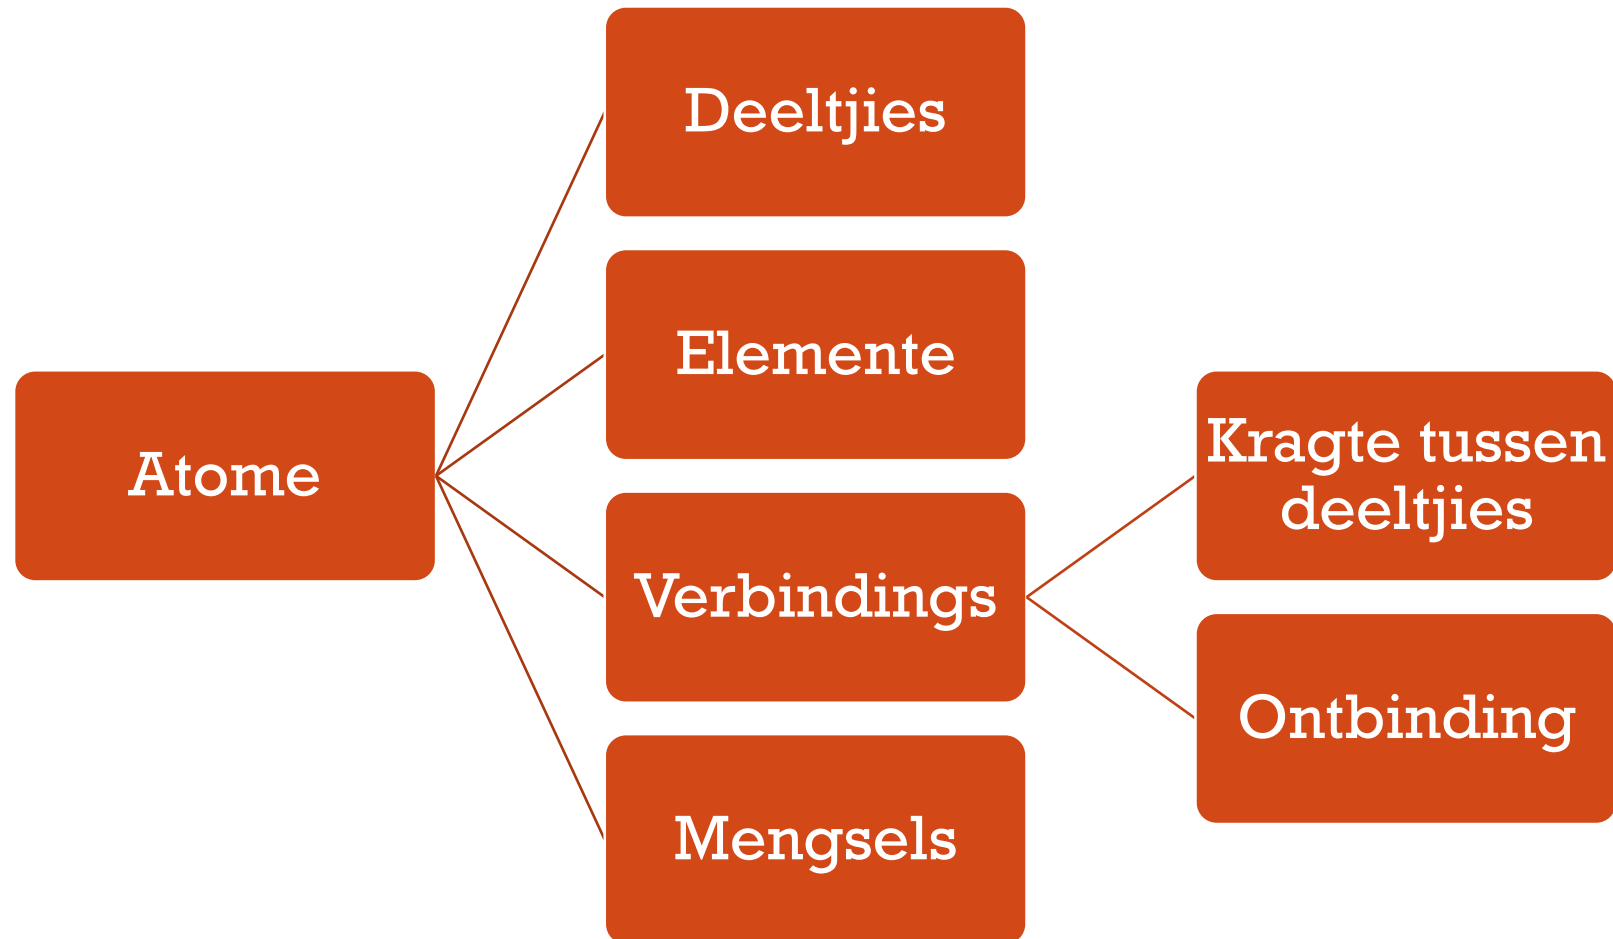 Atome
Deeltjies
Elemente
Verbindings
Mengsels
Kragte tussen
deeltjies
Ontbinding